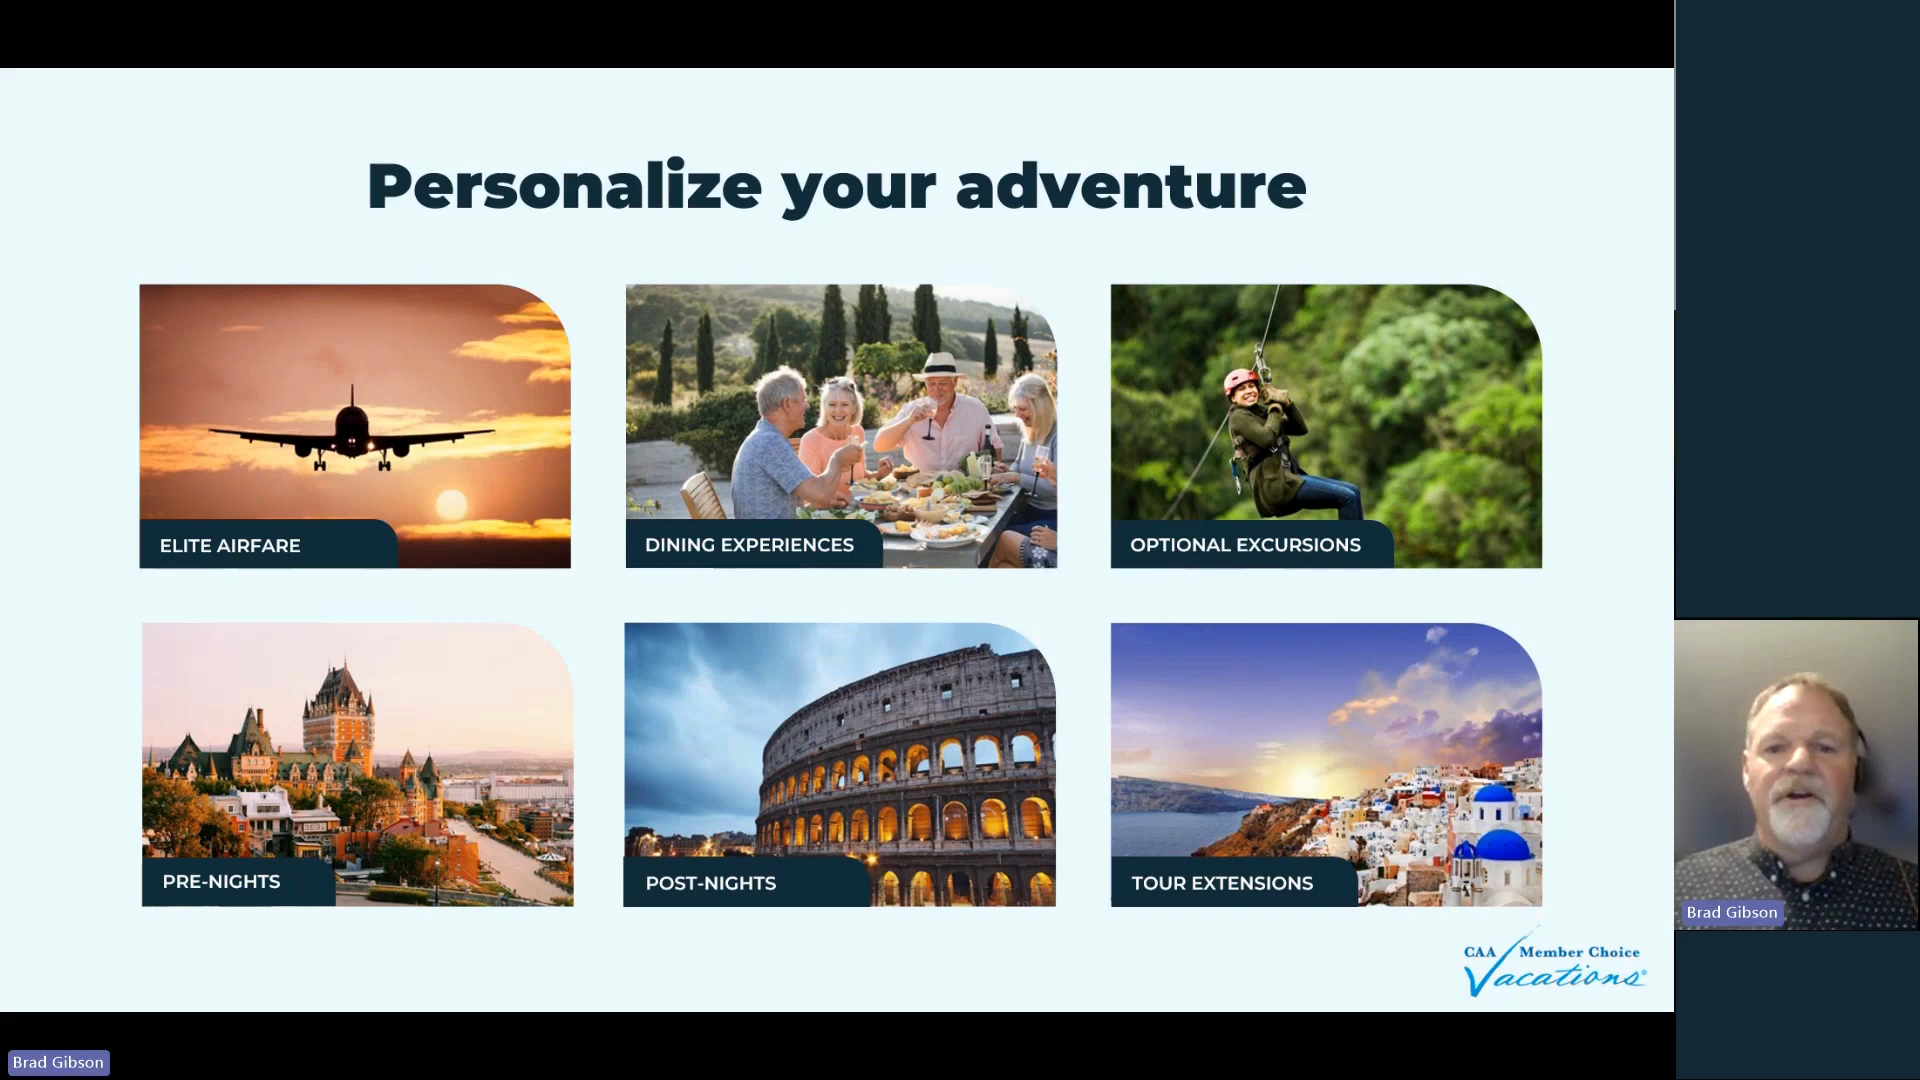 Personalize your adventure
ELITE AIRFARE
DINING EXPERIENCES
OPTIONAL EXCURSIONS
PRE-NIGHTS
POST-NIGHTS
TOUR EXTENSIONS
CAA Member Choice
Vacations®
Brad Gibson
Brad Gibson